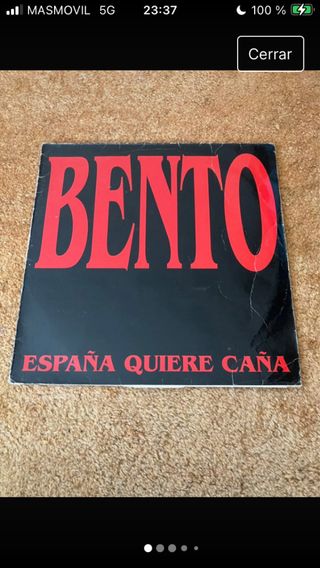 MASMOVIL 5G 23:37 100 %
Cerrar
BENTO
ESPAÑA QUIERE CAÑA